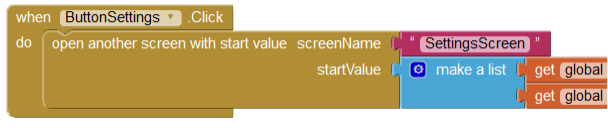 when ButtonSettings .Click
do open another screen with start value screenName " SettingsScreen "
startValue make a list get global
get global